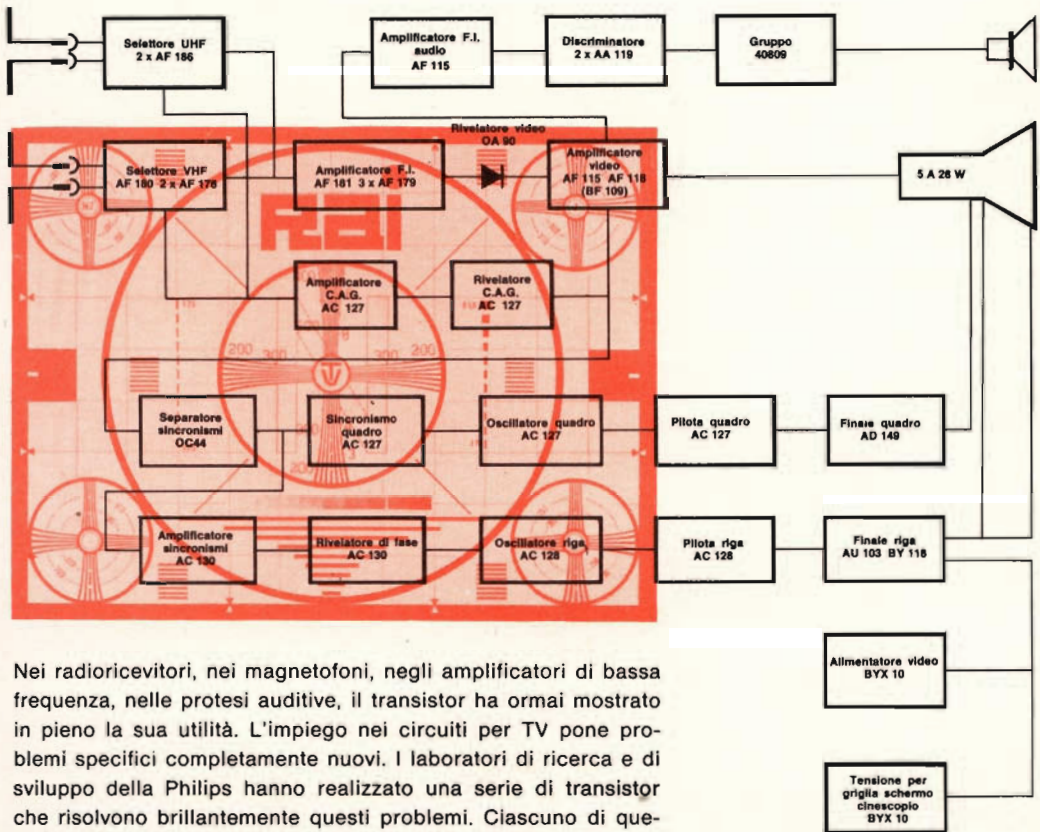 Selettore UHF
2 x AF 186
Amplificatore F.I.
audio
AF 115
Discriminatore
2 x AA 119
Gruppo
40809
Rivelatore video
OA 90
Selettore VHF
AF 180 2 x AF 178
Amplificatore F.I.
AF 181 3 x AF 179
Amplificatore
video
AF 115 AF 118
(BF 109)
5 A 28 W
RAI
Amplificatore
C.A.G.
AC 127
Rivelatore
C.A.G.
AC 127
200 300 300 200
Separatore
sincronismi
OC44
Sincronismo
quadro
AC 127
Oscillatore quadro
AC 127
Pilota quadro
AC 127
Finale quadro
AD 149
200
Amplificatore
sincronismi
AC 130
Rivelatore di fase
AC 130
Oscillatore riga
AC 128
Pilota riga
AC 128
Finale riga
AU 103 BY 118
Alimentatore video
BYX 10
Tensione per
griglia schermo
cinescopio
BYX 10
Nei radioricevitori, nei magnetofoni, negli amplificatori di bassa
frequenza, nelle protesi auditive, il transistor ha ormai mostrato
in pieno la sua utilità. L'impiego nei circuiti per TV pone pro-
blemi specifici completamente nuovi. I laboratori di ricerca e di
sviluppo della Philips hanno realizzato una serie di transistor
che risolvono brillantemente questi problemi. Ciascuno di que-